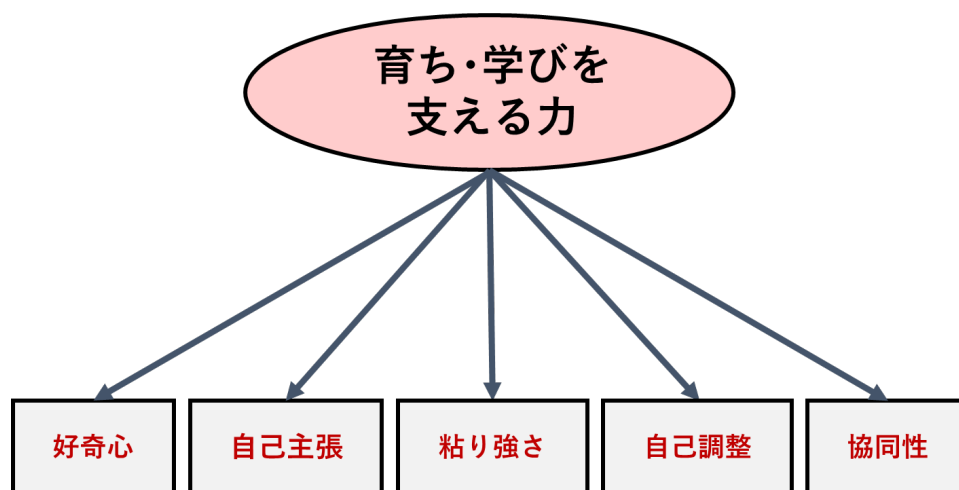 育ち・学びを
支える力
好奇心
自己主張
粘り強さ
自己調整
協同性